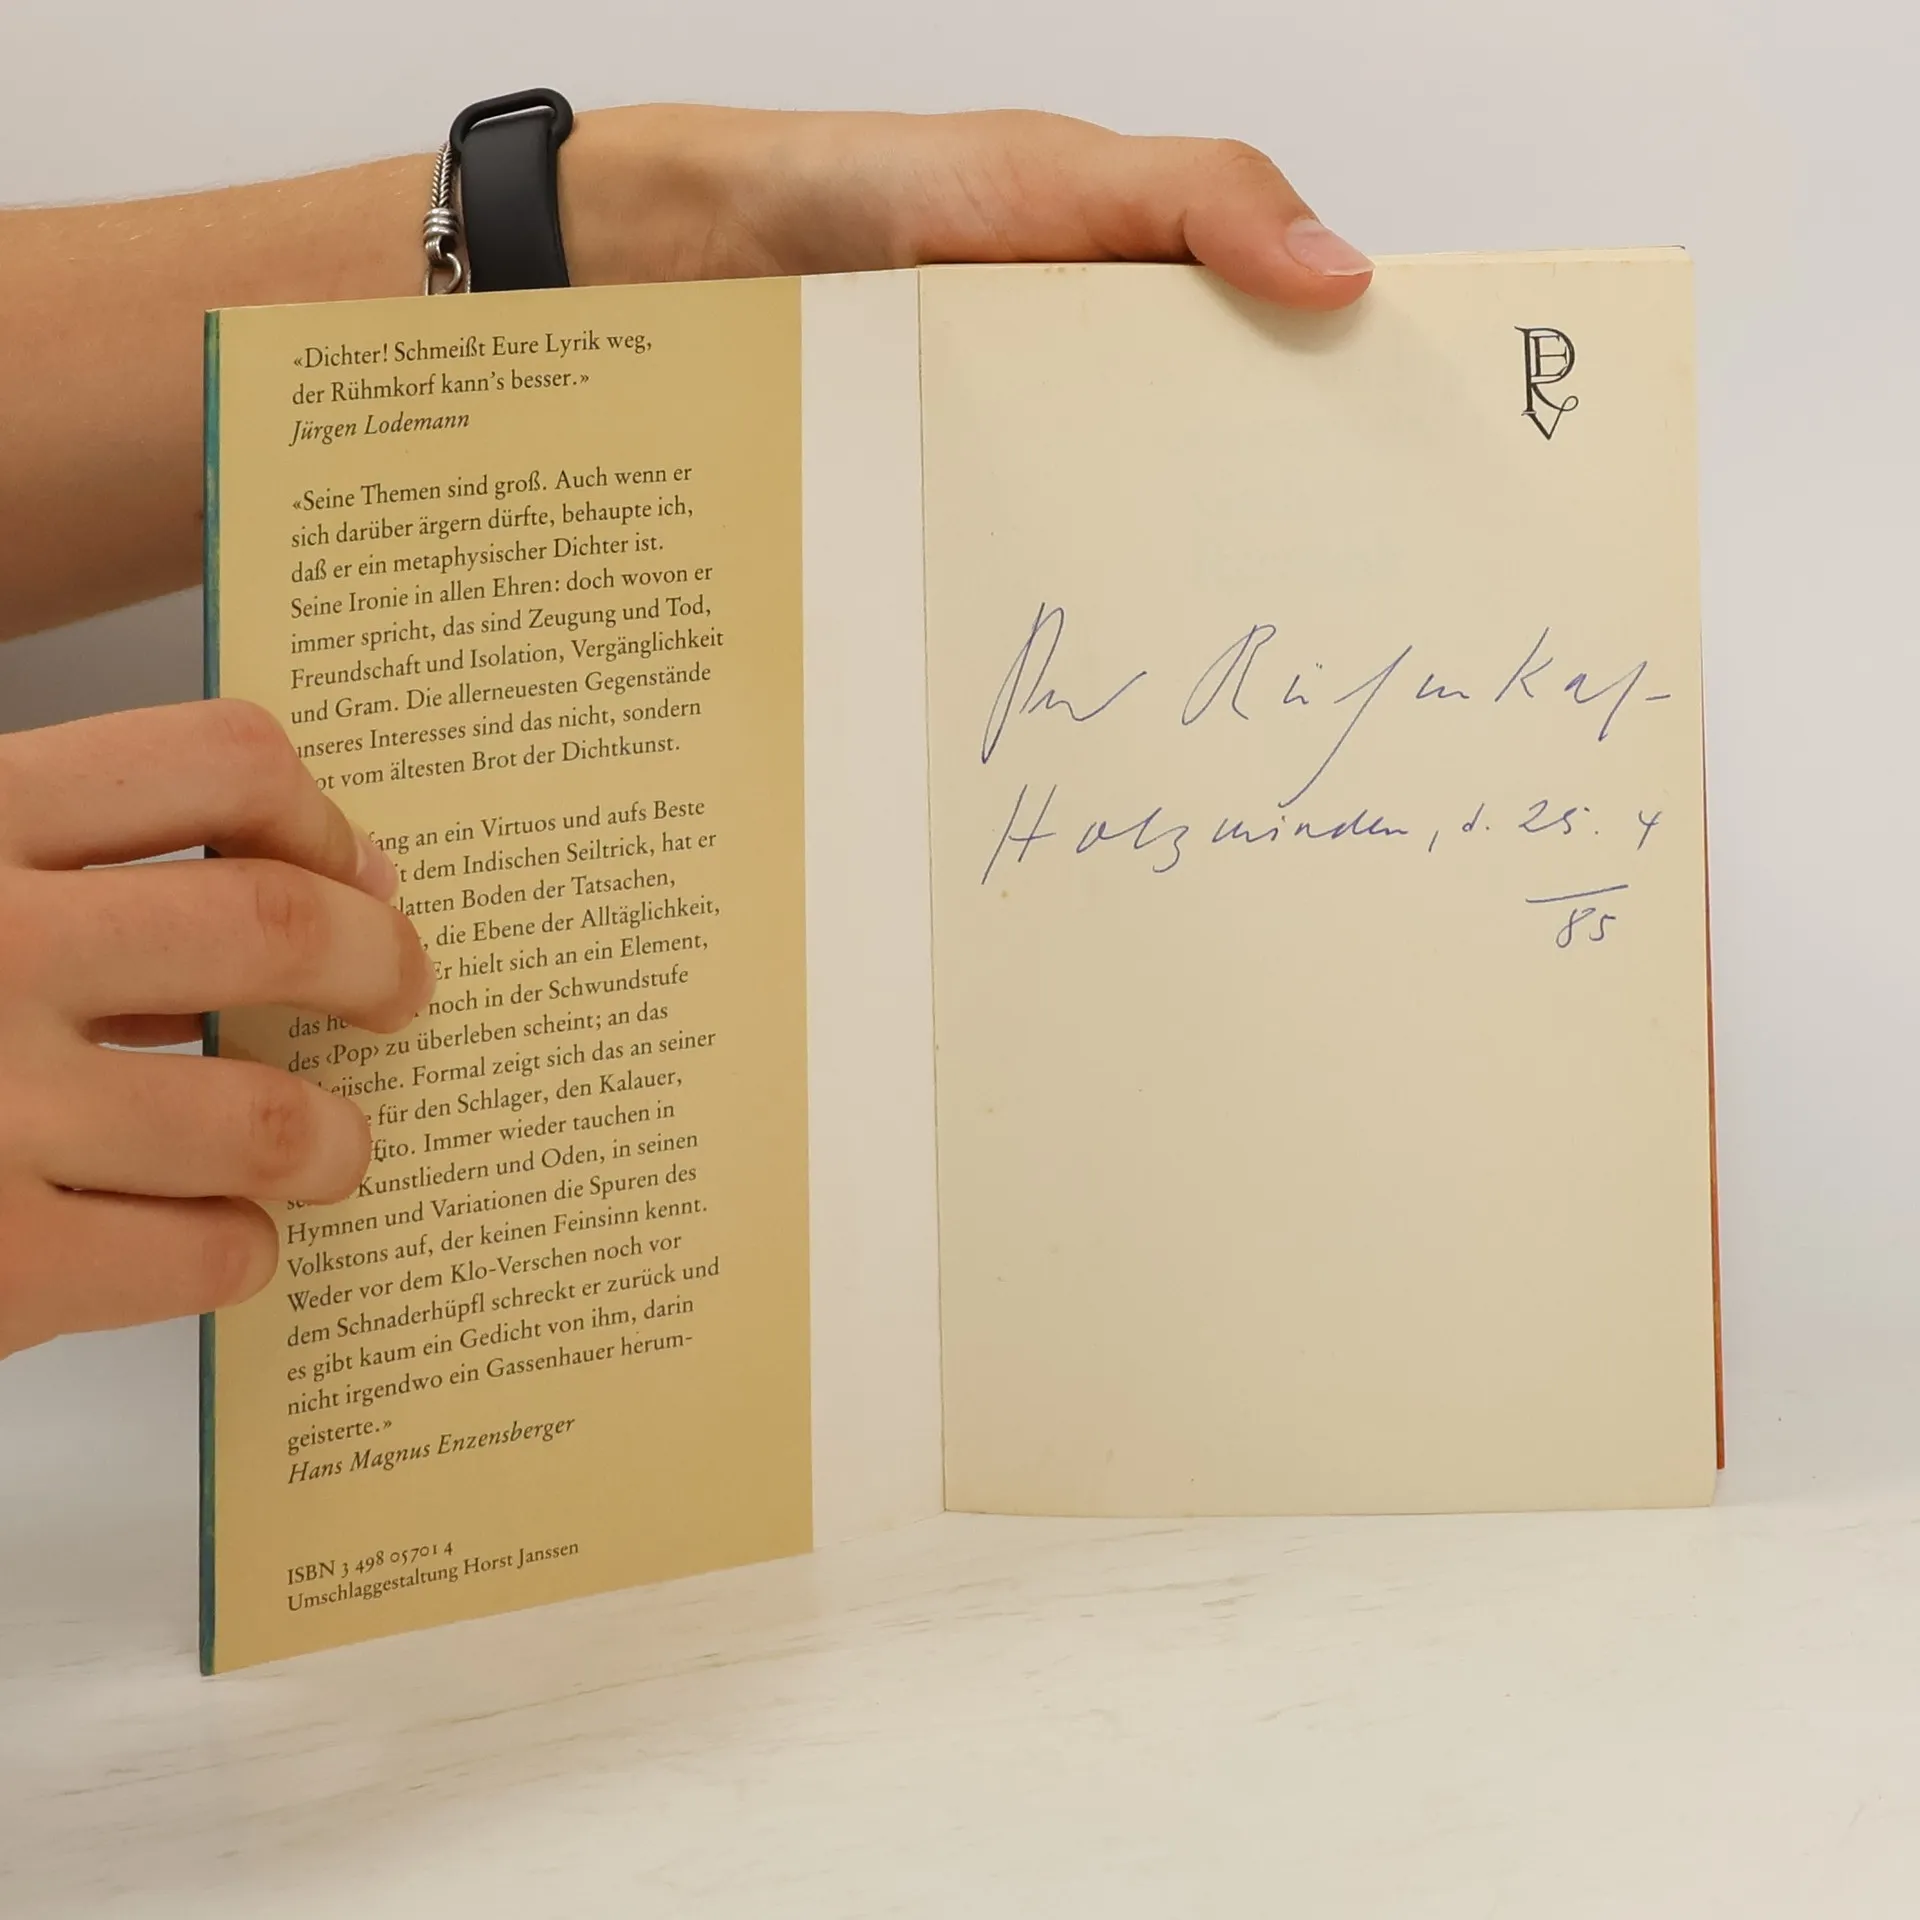 «Dichter! Schmeißt Eure Lyrik weg,
der Rühmkorf kann's besser.»
Jürgen Lodemann
«Seine Themen sind groß. Auch wenn er
sich darüber ärgern dürfte, behaupte ich,
daß er ein metaphysischer Dichter ist.
Seine Ironie in allen Ehren: doch wovon er
immer spricht, das sind Zeugung und Tod,
Freundschaft und Isolation, Vergänglichkeit
und Gram. Die allerneuesten Gegenstände
unseres Interesses sind das nicht, sondern
vom ältesten Brot der Dichtkunst.
an ein Virtuos und aufs Beste
dem Indischen Seiltrick, hat er
Boden der Tatsachen,
die Ebene der Alltäglichkeit,
Er hielt sich an ein Element,
das noch in der Schwundstufe
des ‹Pop› zu überleben scheint; an das
Formal zeigt sich das an seiner
für den Schlager, den Kalauer,
Immer wieder tauchen in
Kunstliedern und Oden, in seinen
Hymnen und Variationen die Spuren des
Volkstons auf, der keinen Feinsinn kennt.
Weder vor dem Klo-Verschen noch vor
dem Schnaderhüpfl schreckt er zurück und
es gibt kaum ein Gedicht von ihm, darin
nicht irgendwo ein Gassenhauer herum-
geisterte.»
Hans Magnus Enzensberger
ISBN 3 498 05701 4
Umschlaggestaltung Horst Janssen
Holzminden, d. 25. 4
85